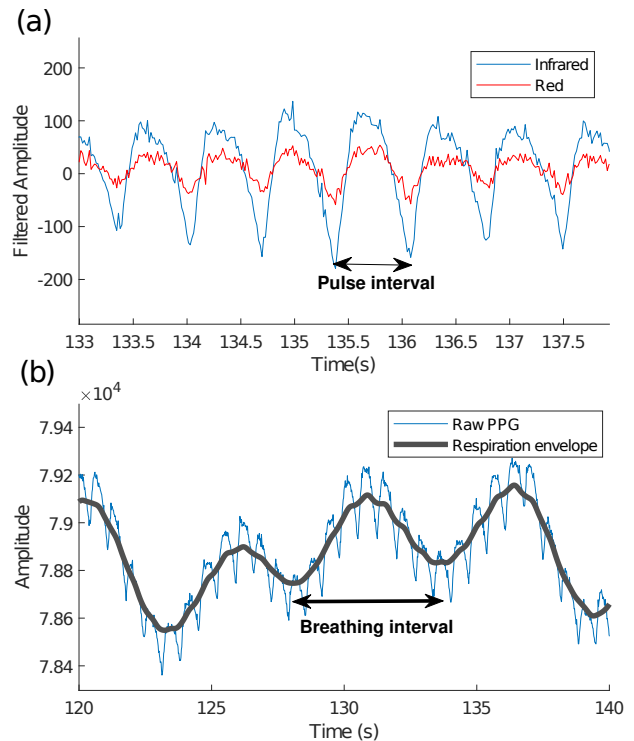 (a)
200
100
0
-100
-200
Filtered Amplitude
Infrared
Red
Pulse interval
133 133.5 134 134.5 135 135.5 136 136.5 137 137.5
Time(s)
(b)
×10⁴
7.94
7.92
7.9
7.88
7.86
7.84
Amplitude
Raw PPG
Respiration envelope
Breathing interval
120 125 130 135 140
Time (s)